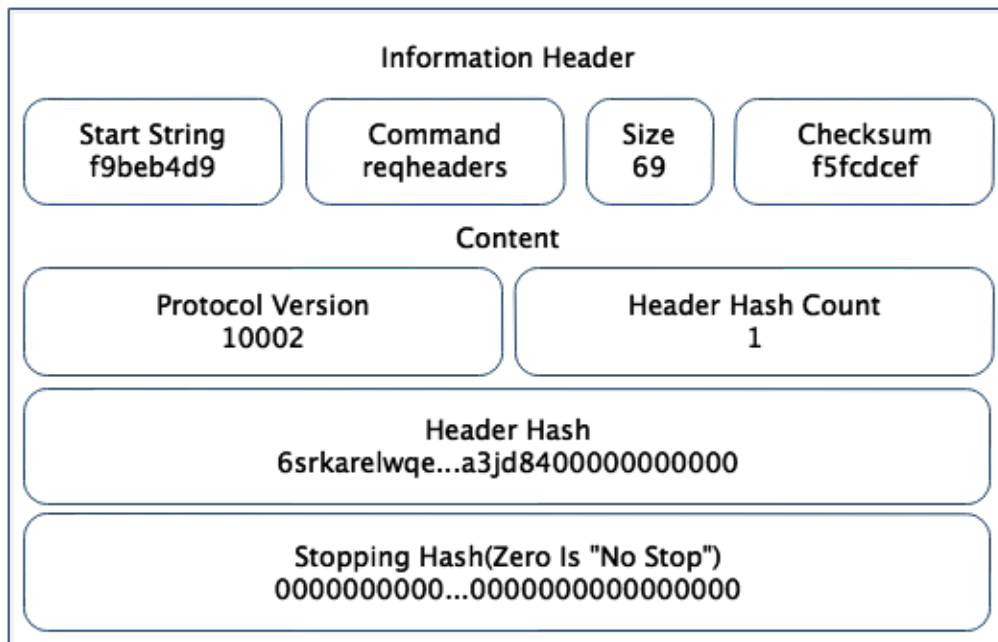 Information Header
Start String
f9beb4d9
Command
reqheaders
Size
69
Checksum
f5fcdcef
Content
Protocol Version
10002
Header Hash Count
1
Header Hash
6srkarelwqe...a3jd8400000000000
Stopping Hash(Zero Is "No Stop")
0000000000...0000000000000000